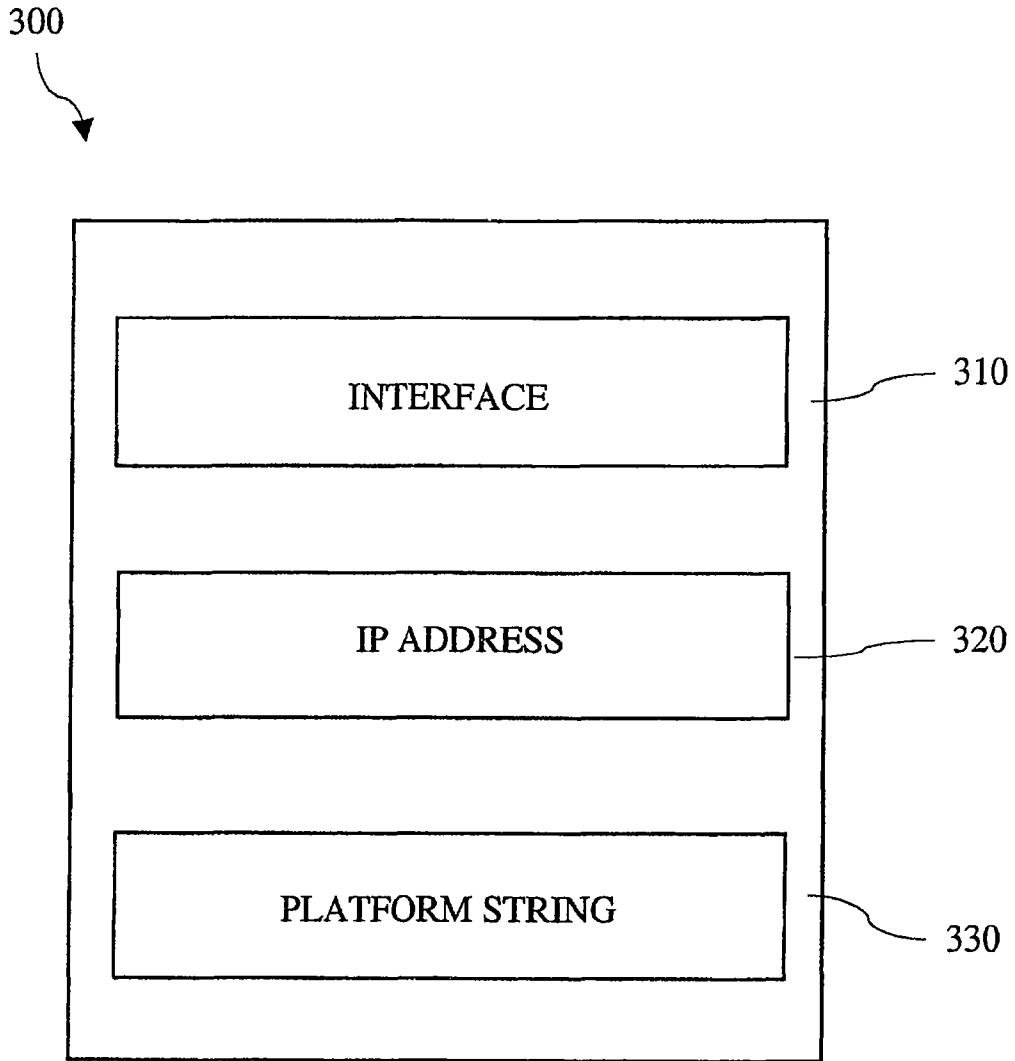 300
INTERFACE
310
IP ADDRESS
320
PLATFORM STRING
330